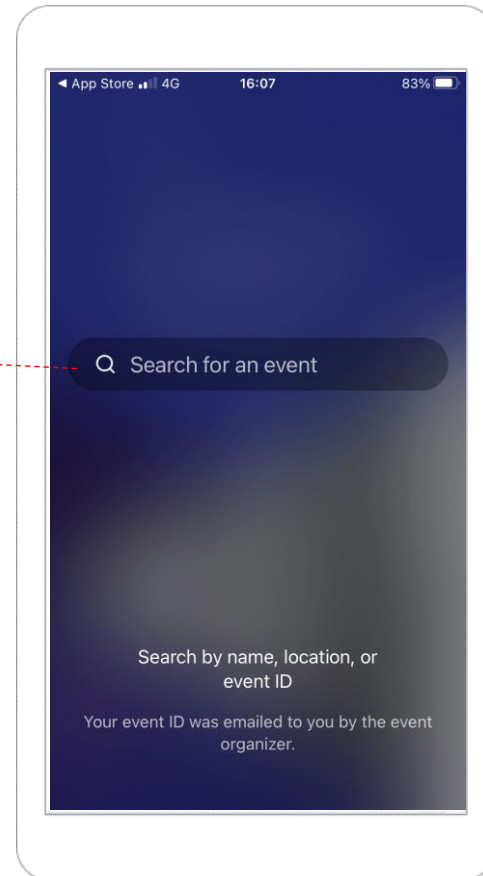 ◄ App Store 4G 16:07 83%
Search for an event
Search by name, location, or
event ID
Your event ID was emailed to you by the event
organizer.